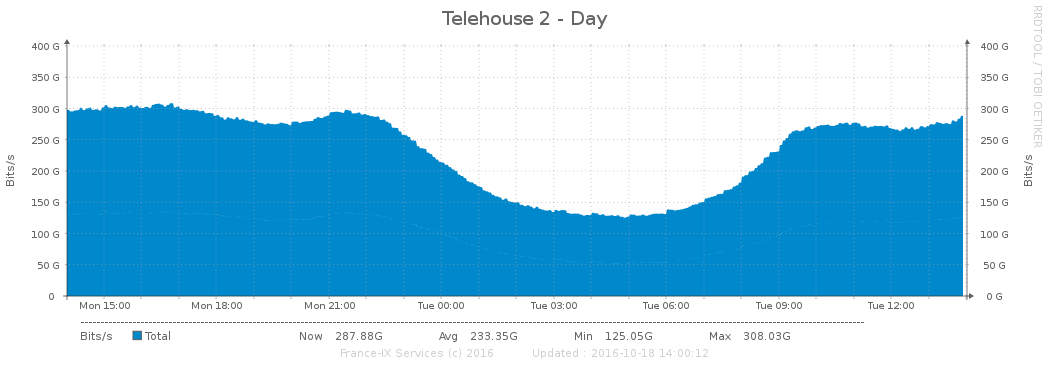 Telehouse 2 - Day
RRDTOOL / TOBI OETIKER
Bits/s
400 G 400 G
350 G 350 G
300 G 300 G
250 G 250 G
200 G 200 G
150 G 150 G
100 G 100 G
50 G 50 G
0 0 G
Bits/s
Mon 15:00 Mon 18:00 Mon 21:00 Tue 00:00 Tue 03:00 Tue 06:00 Tue 09:00 Tue 12:00
Bits/s Total Now 287.88G Avg 233.35G Min 125.05G Max 308.03G
France-IX Services (c) 2016 Updated : 2016-10-18 14:00:12